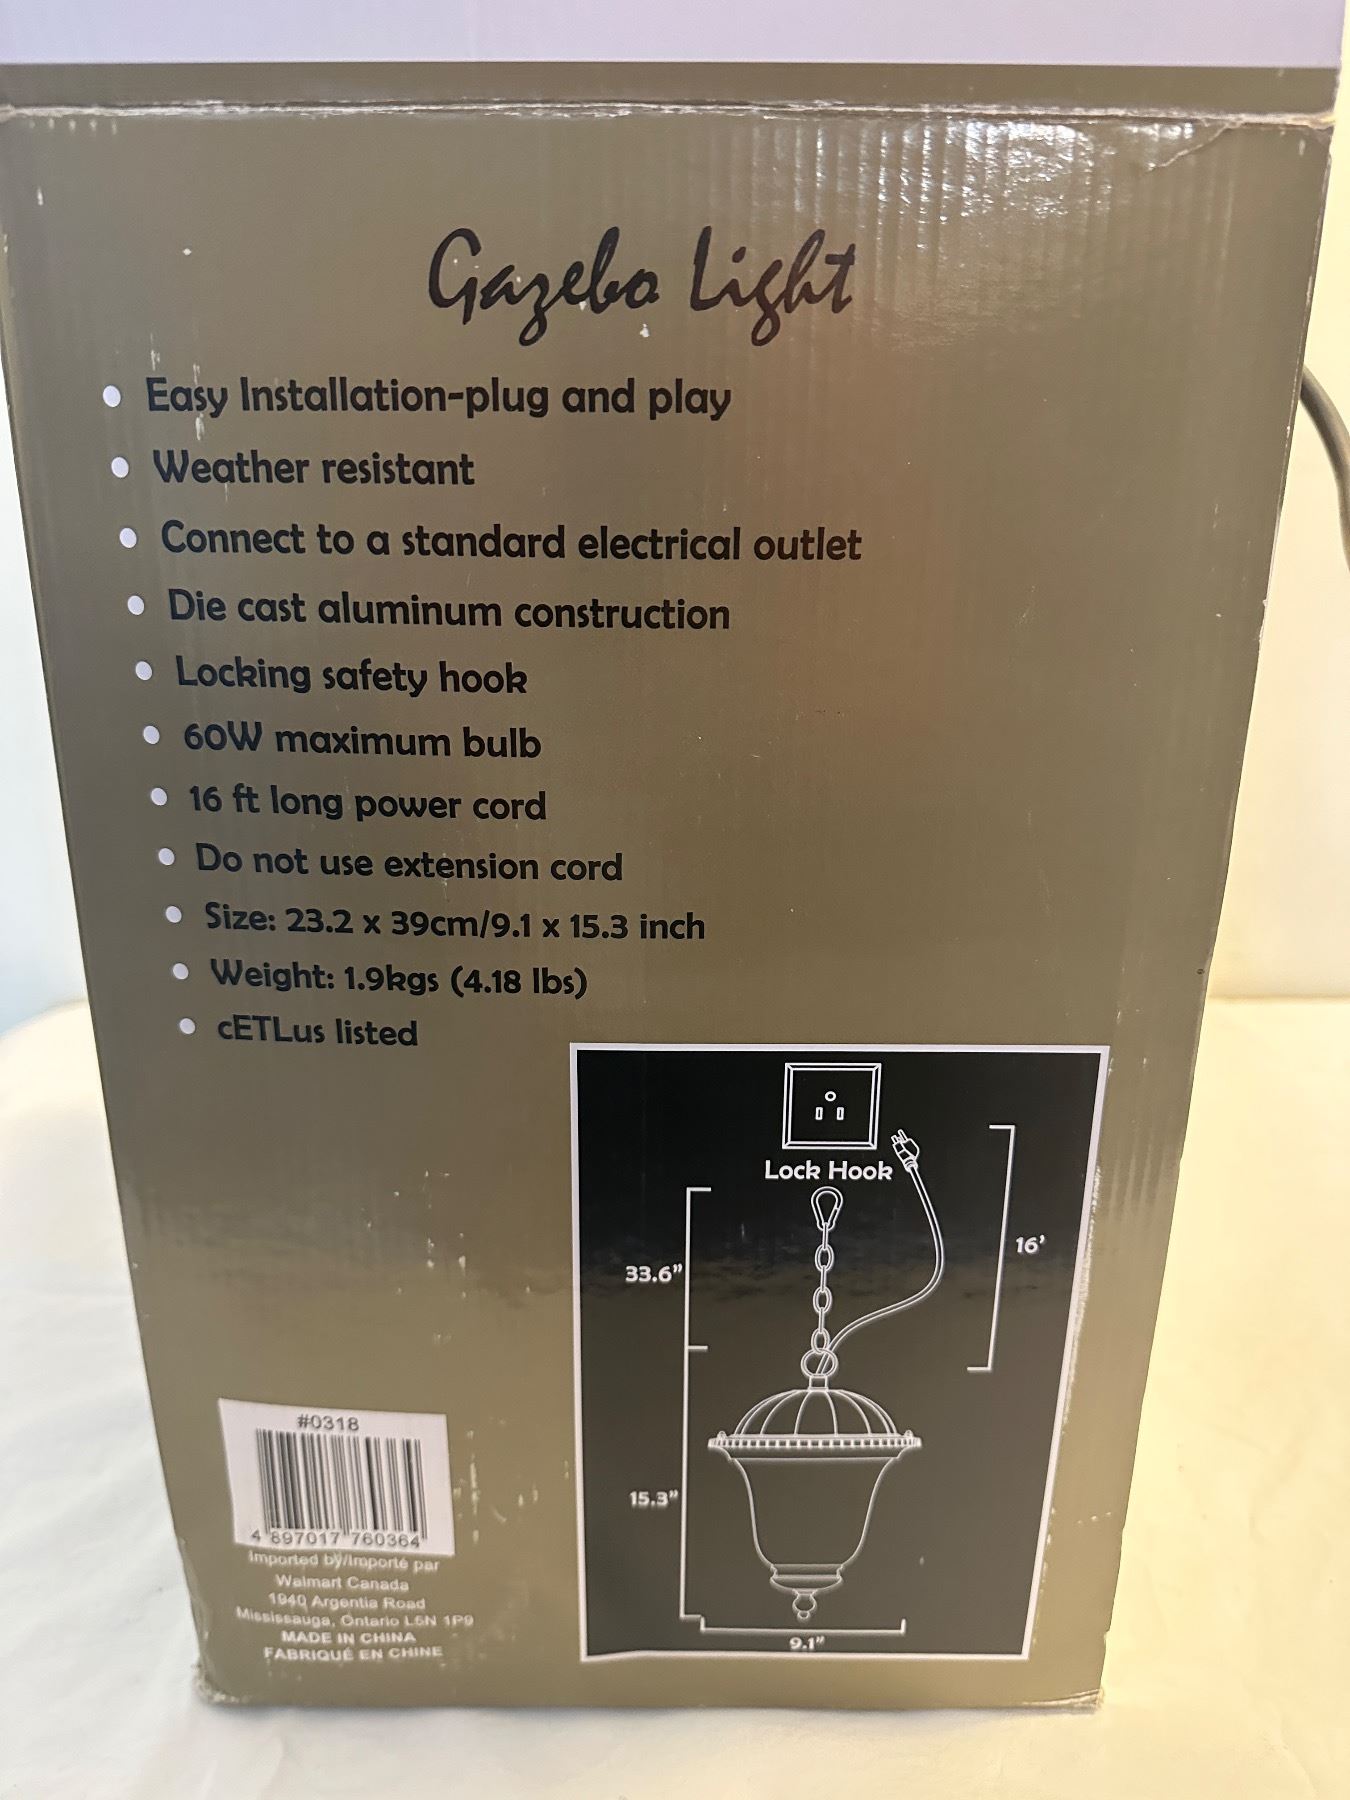 Gazebo Light
Easy Installation-plug and play
Weather resistant
Connect to a standard electrical outlet
Die cast aluminum construction
Locking safety hook
60W maximum bulb
16 ft long power cord
Do not use extension cord
Size: 23.2 x 39cm/9.1 x 15.3 inch
Weight: 1.9kgs (4.18 lbs)
cETLus listed
Lock Hook
16'
33.6"
15.3"
9.1"
#0318
4 897017 760364
Imported by/Importé par
Walmart Canada
1940 Argentia Road
Mississauga, Ontario L5N 1P9
MADE IN CHINA
FABRIQUÉ EN CHINE